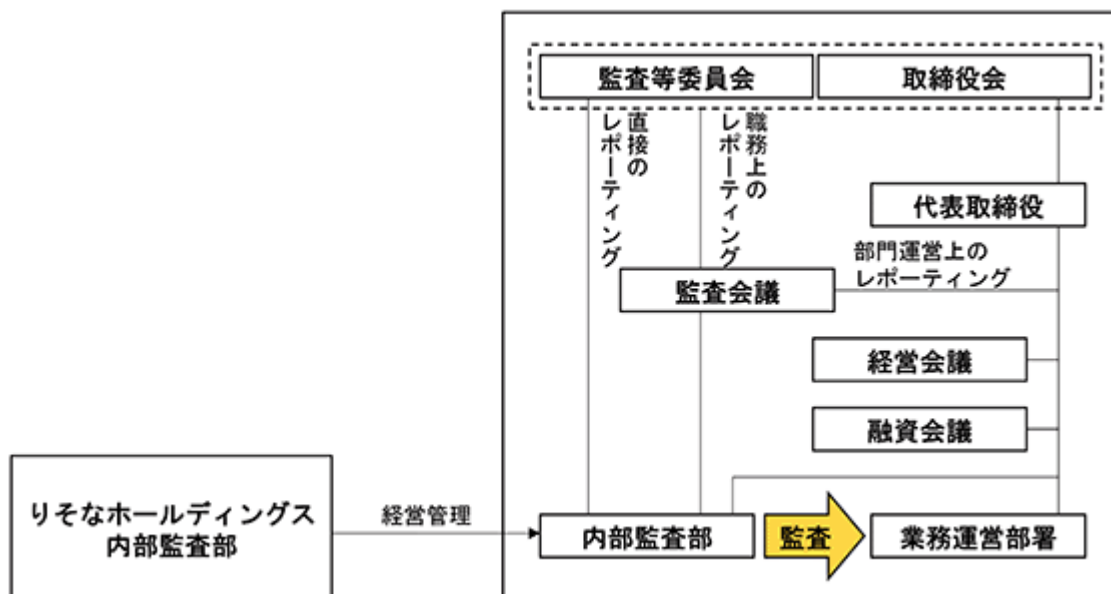 監査等委員会
取締役会
直接の
レポーティング
職務上の
レポーティング
代表取締役
部門運営上の
レポーティング
監査会議
経営会議
融資会議
りそなホールディングス
内部監査部
経営管理
内部監査部
監査
業務運営部署